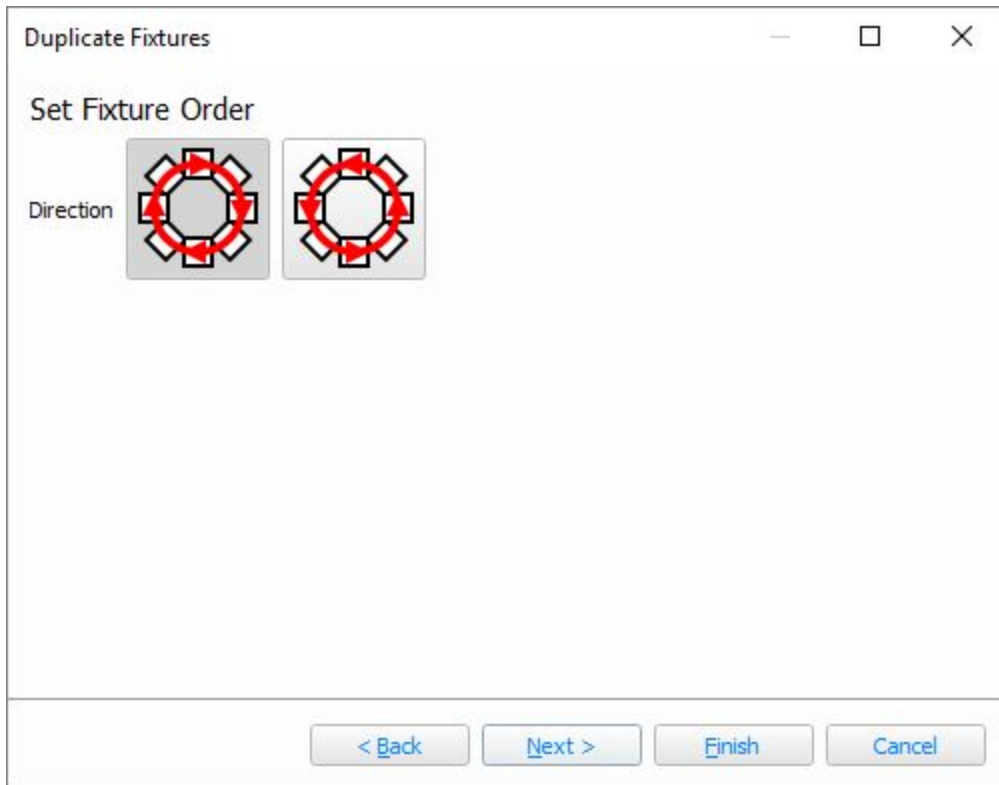 Duplicate Fixtures
Set Fixture Order
Direction
< Back Next > Finish Cancel